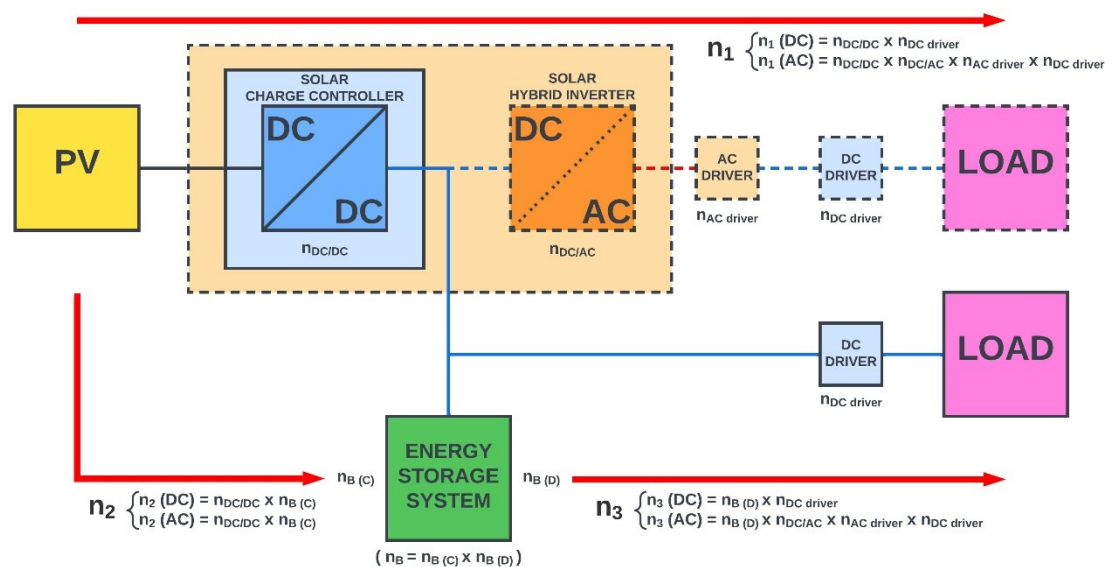 n1 { n1 (DC) = nDC/DC x nDC driver
n1 (AC) = nDC/DC x nDC/AC x nAC driver x nDC driver
SOLAR
CHARGE CONTROLLER
SOLAR
HYBRID INVERTER
PV
DC
DC
nDC/DC
DC
AC
nDC/AC
AC
DRIVER
nAC driver
DC
DRIVER
nDC driver
LOAD
DC
DRIVER
nDC driver
LOAD
ENERGY
STORAGE
SYSTEM
nB (C)
nB (D)
n2 { n2 (DC) = nDC/DC x nB (C)
n2 (AC) = nDC/DC x nB (C)
n3 { n3 (DC) = nB (D) x nDC driver
n3 (AC) = nB (D) x nDC/AC x nAC driver x nDC driver
( nB = nB (C) x nB (D) )